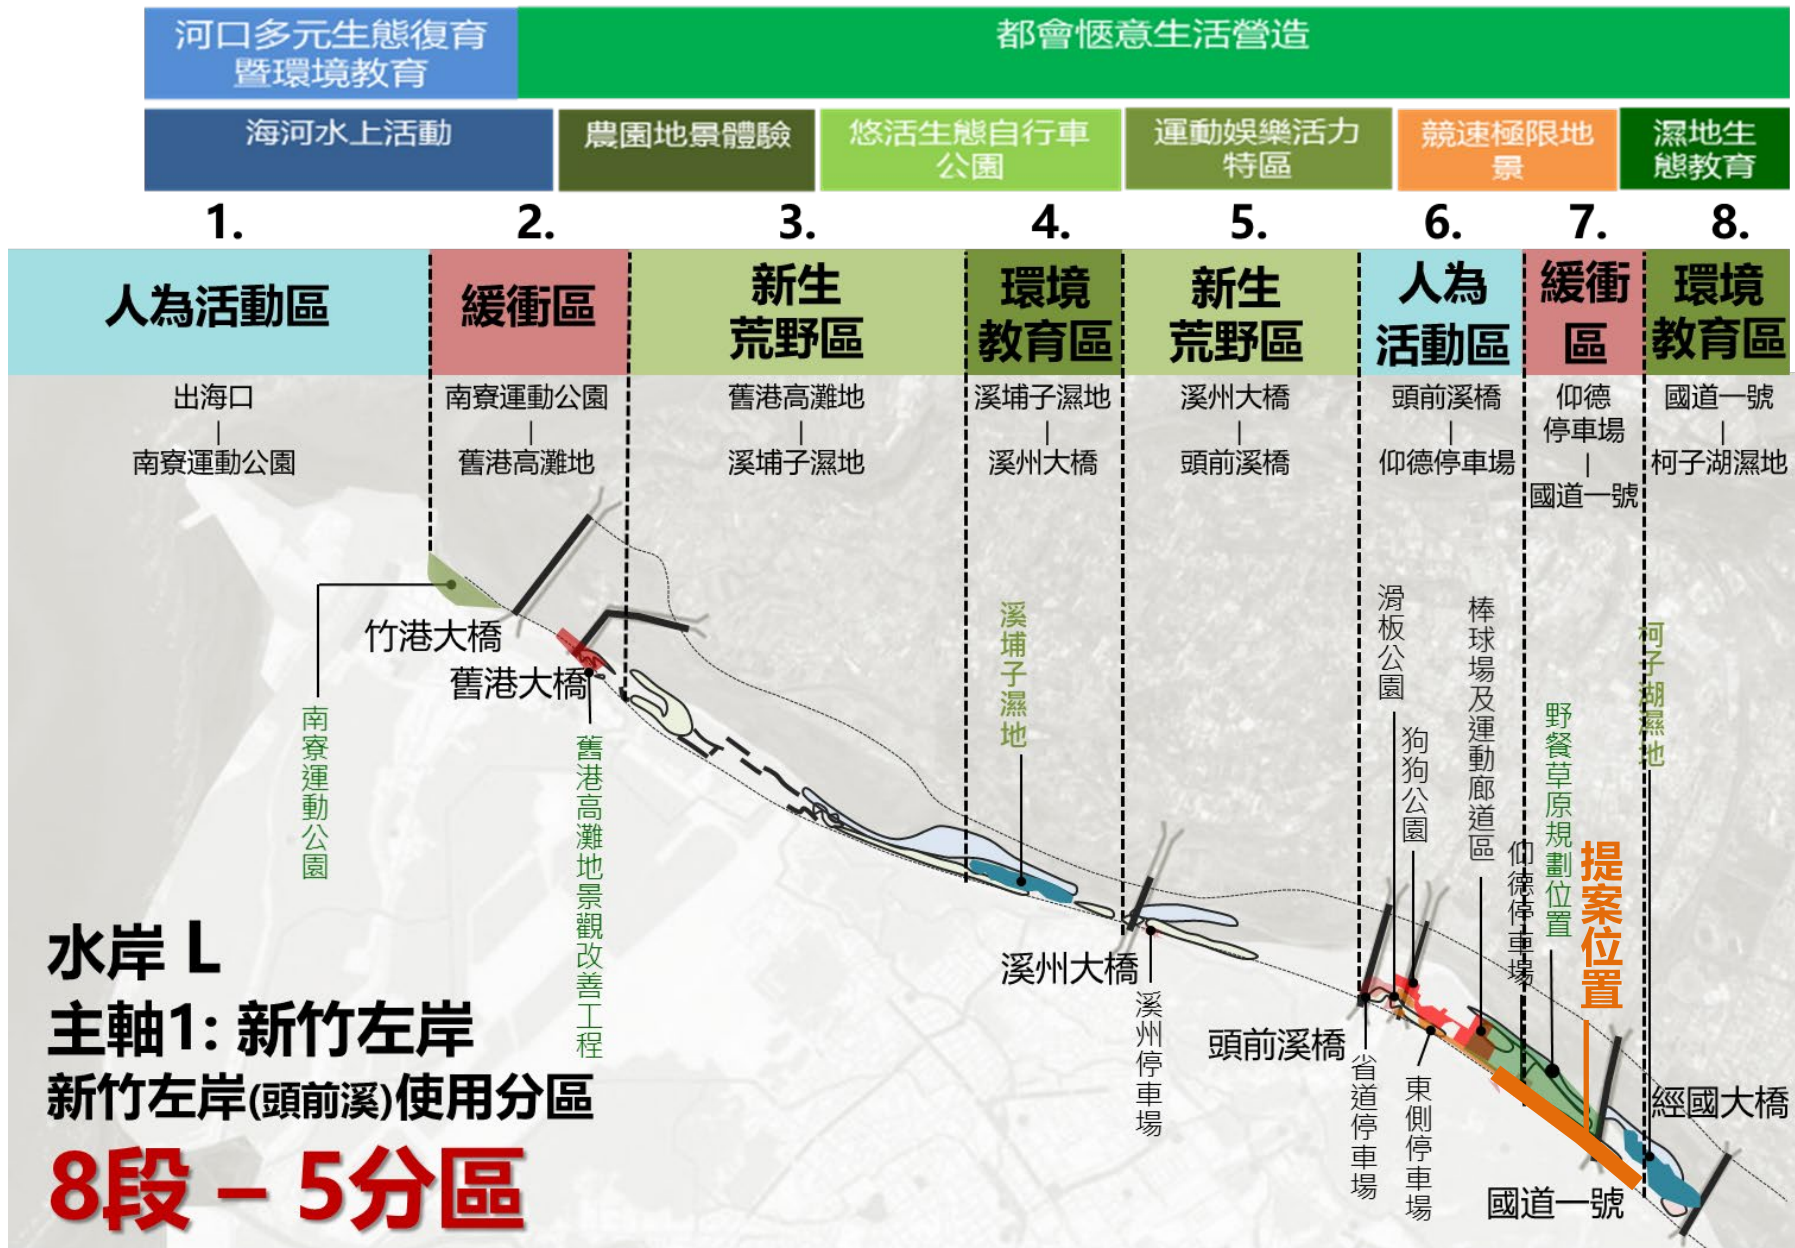 河口多元生態復育
暨環境教育
都會愜意生活營造
海河水上活動
農園地景體驗
悠活生態自行車
公園
運動娛樂活力
特區
競速極限地
景
濕地生
態教育
1.
2.
3.
4.
5.
6.
7.
8.
人為活動區
緩衝區
新生
荒野區
環境
教育區
新生
荒野區
人為
活動區
緩衝
區
環境
教育區
出海口
|
南寮運動公園
南寮運動公園
|
舊港高灘地
舊港高灘地
|
溪埔子濕地
溪埔子濕地
|
溪州大橋
溪州大橋
|
頭前溪橋
頭前溪橋
|
仰德停車場
仰德
停車場
|
國道一號
國道一號
|
柯子湖濕地
竹港大橋
舊港大橋
南寮運動公園
舊港高灘地景觀改善工程
溪埔子濕地
溪州大橋
溪州停車場
頭前溪橋
滑板公園
狗狗公園
棒球場及運動廊道區
仰德停車場
野餐草原規劃位置
提案位置
柯子湖濕地
省道停車場
東側停車場
經國大橋
國道一號
水岸 L
主軸1: 新竹左岸
新竹左岸(頭前溪)使用分區
8段 – 5分區